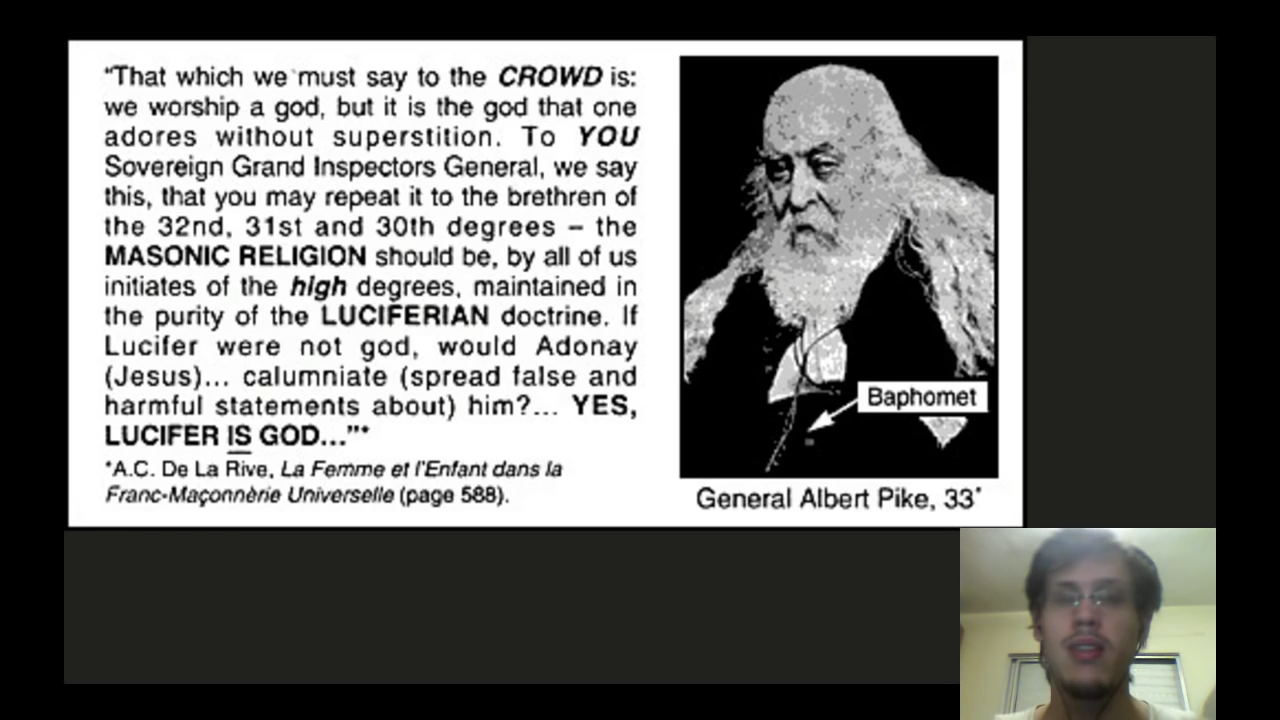 "That which we must say to the CROWD is:
we worship a god, but it is the god that one
adores without superstition. To YOU
Sovereign Grand Inspectors General, we say
this, that you may repeat it to the brethren of
the 32nd, 31st and 30th degrees – the
MASONIC RELIGION should be, by all of us
initiates of the high degrees, maintained in
the purity of the LUCIFERIAN doctrine. If
Lucifer were not god, would Adonay
(Jesus)... calumniate (spread false and
harmful statements about) him?... YES,
LUCIFER IS GOD..."*
*A.C. De La Rive, La Femme et l'Enfant dans la
Franc-Maçonnèrie Universelle (page 588).
Baphomet
General Albert Pike, 33°